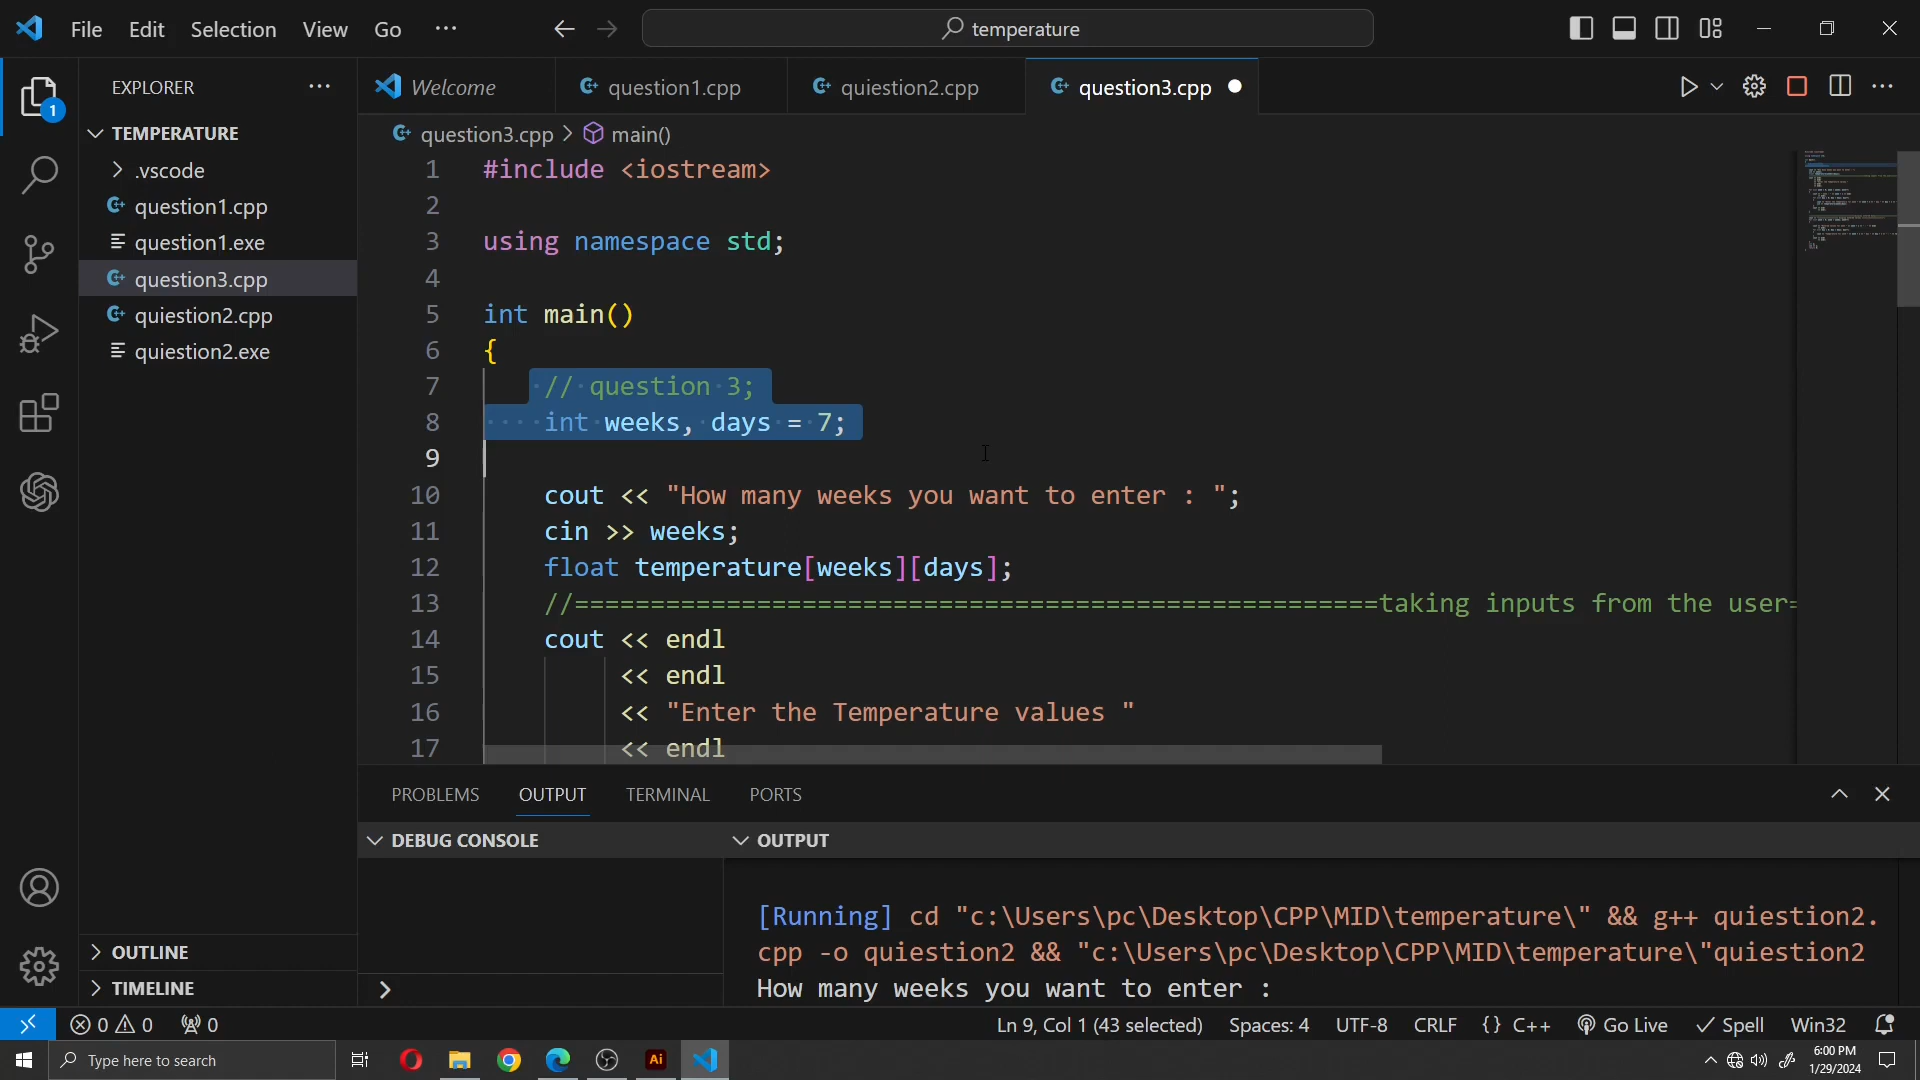 File Edit Selection View Go ··· temperature
EXPLORER ···
Welcome question1.cpp quiestion2.cpp question3.cpp
TEMPERATURE
.vscode
question1.cpp
question1.exe
question3.cpp
quiestion2.cpp
quiestion2.exe
question3.cpp > main()
1 #include <iostream>
2
3 using namespace std;
4
5 int main()
6 {
7 // question 3;
8 int weeks, days = 7;
9
10 cout << "How many weeks you want to enter : ";
11 cin >> weeks;
12 float temperature[weeks][days];
13 //=====================================================taking inputs from the user=
14 cout << endl
15 << endl
16 << "Enter the Temperature values "
17 << endl
PROBLEMS OUTPUT TERMINAL PORTS
DEBUG CONSOLE
OUTPUT
[Running] cd "c:\Users\pc\Desktop\CPP\MID\temperature\" && g++ quiestion2.
cpp -o quiestion2 && "c:\Users\pc\Desktop\CPP\MID\temperature\"quiestion2
How many weeks you want to enter :
OUTLINE
TIMELINE
1
0 0 0 Ln 9, Col 1 (43 selected) Spaces: 4 UTF-8 CRLF {} C++ Go Live Spell Win32
Type here to search Ai 6:00 PM
1/29/2024